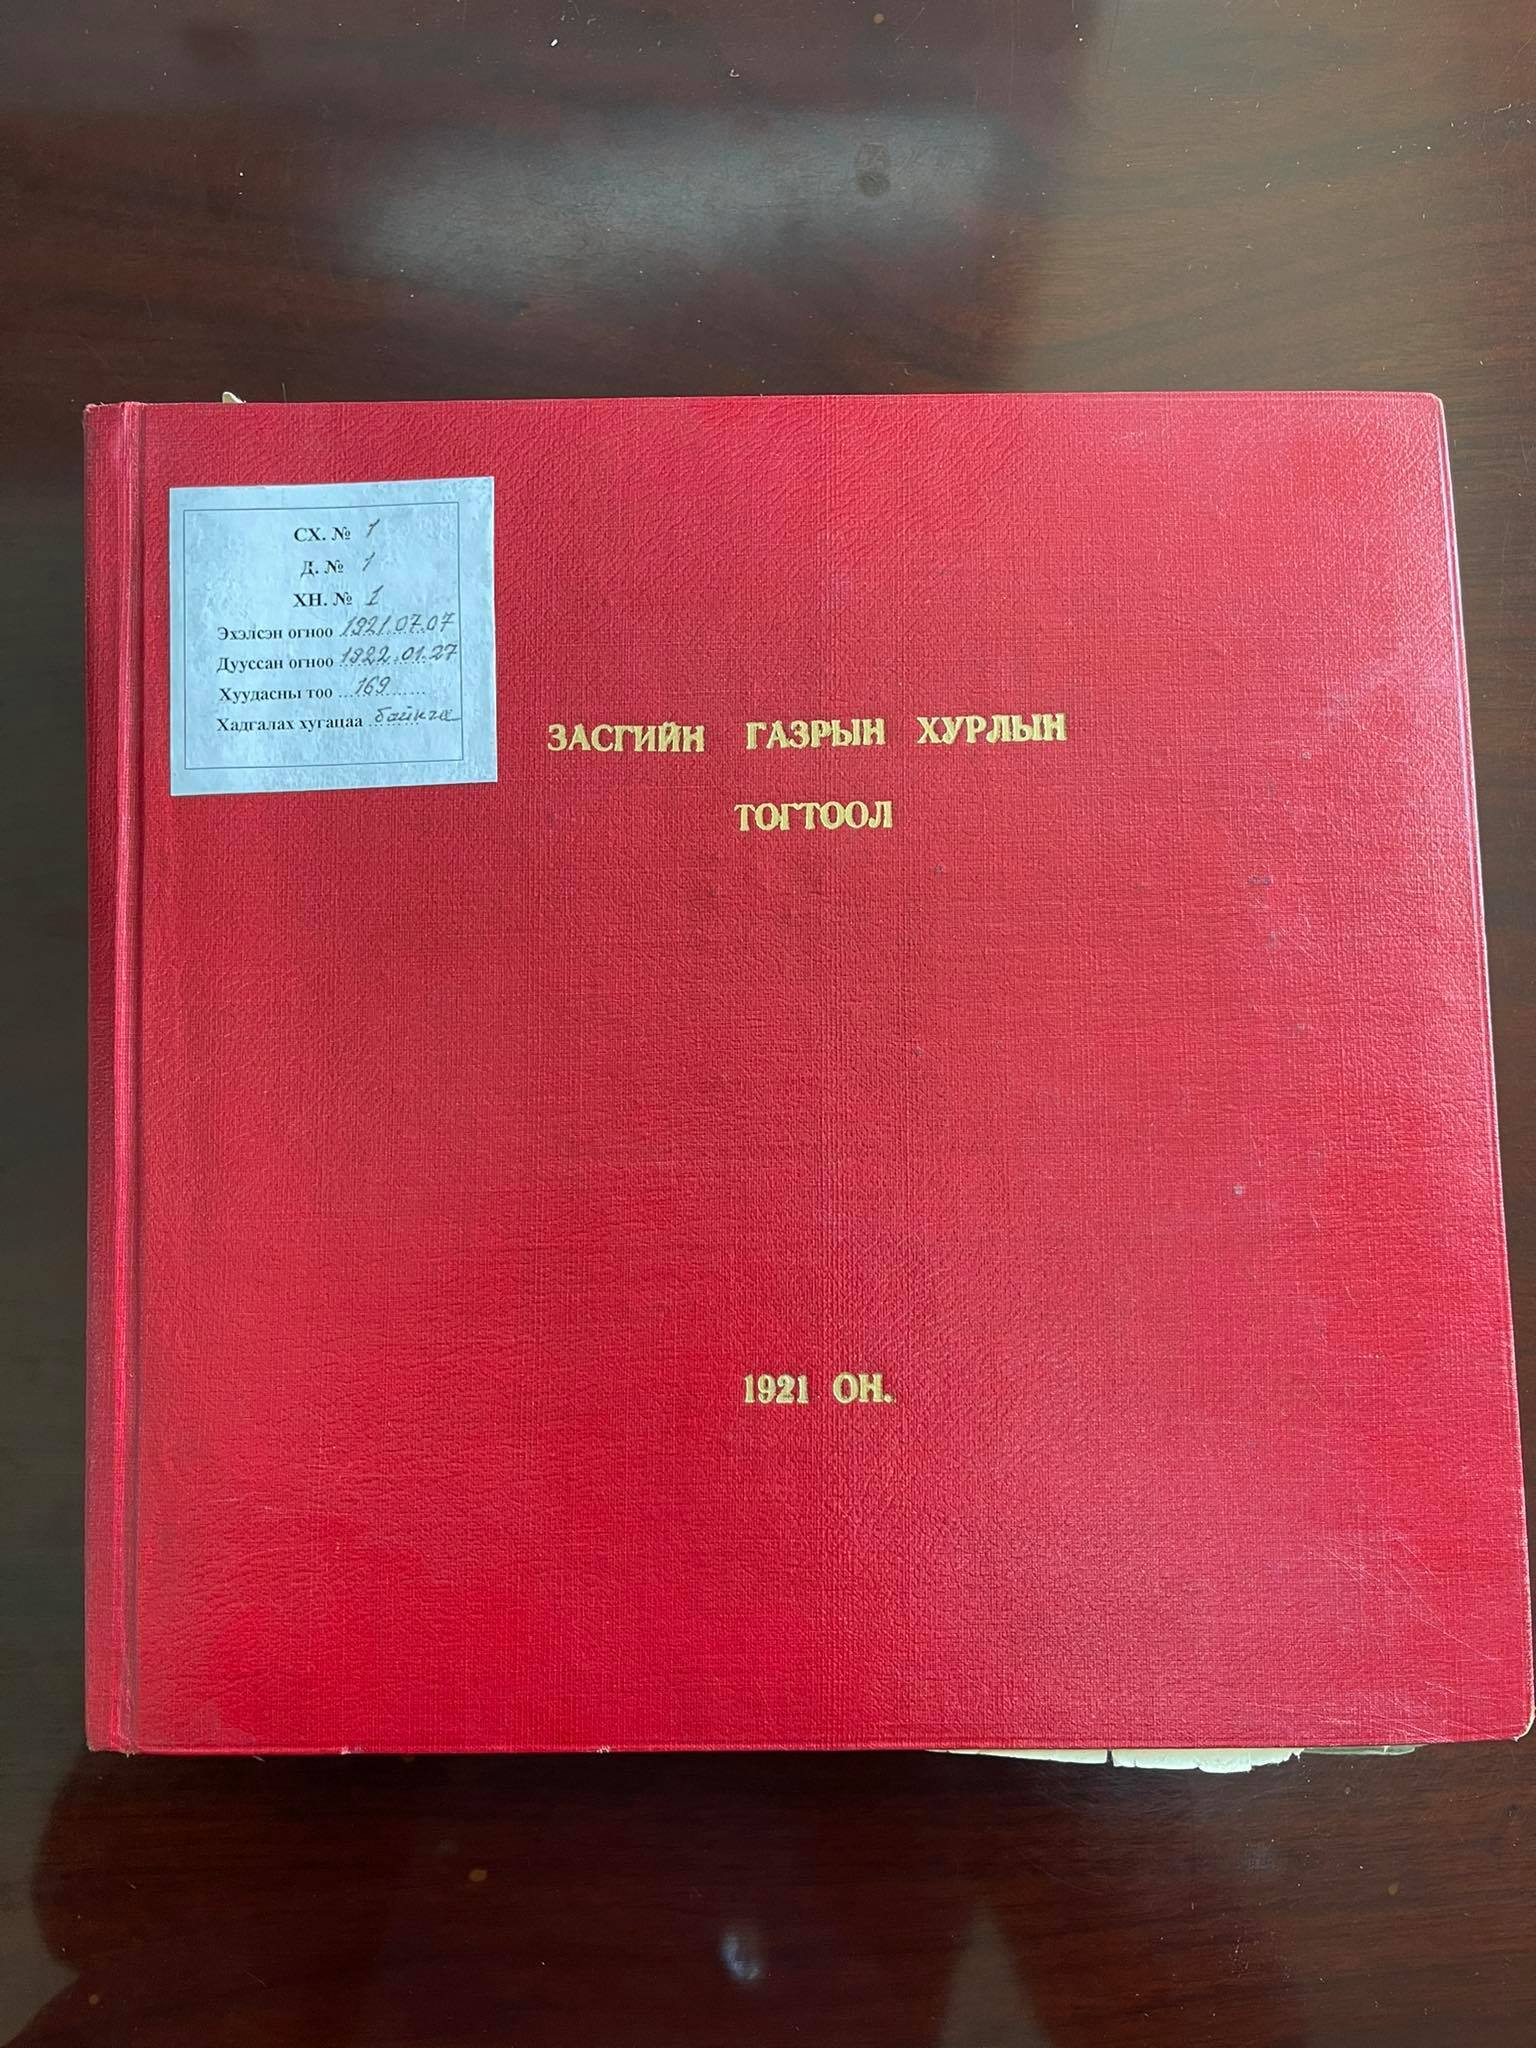 СХ. № 1
Д. № 1
ХН. № 1
Эхэлсэн огноо 1921.07.07
Дууссан огноо 1922.01.27
Хуудасны тоо ...169...
Хадгалах хугацаа байнга
ЗАСГИЙН ГАЗРЫН ХУРЛЫН
ТОГТООЛ
1921 ОН.